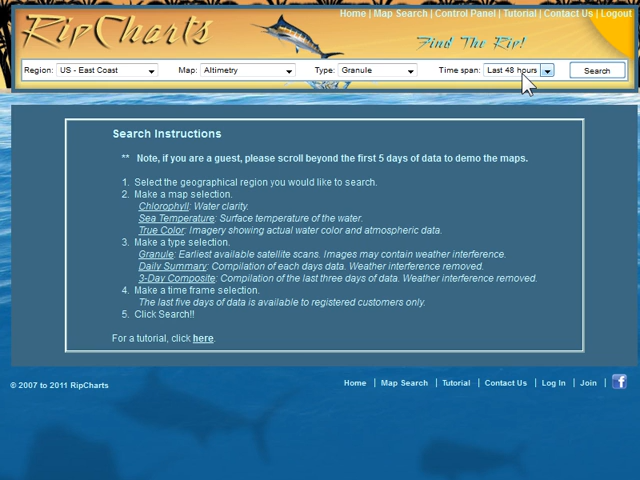 Home | Map Search | Control Panel | Tutorial | Contact Us | Logout
RipCharts
Find The Rip!
Region: US - East Coast Map: Altimetry Type: Granule Time span: Last 48 hours Search
Search Instructions
** Note, if you are a guest, please scroll beyond the first 5 days of data to demo the maps.
1. Select the geographical region you would like to search.
2. Make a map selection.
Chlorophyll: Water clarity.
Sea Temperature: Surface temperature of the water.
True Color: Imagery showing actual water color and atmospheric data.
3. Make a type selection.
Granule: Earliest available satellite scans. Images may contain weather interference.
Daily Summary: Compilation of each days data. Weather interference removed.
3-Day Composite: Compilation of the last three days of data. Weather interference removed.
4. Make a time frame selection.
The last five days of data is available to registered customers only.
5. Click Search!!
For a tutorial, click here.
© 2007 to 2011 RipCharts
Home | Map Search | Tutorial | Contact Us | Log In | Join | f